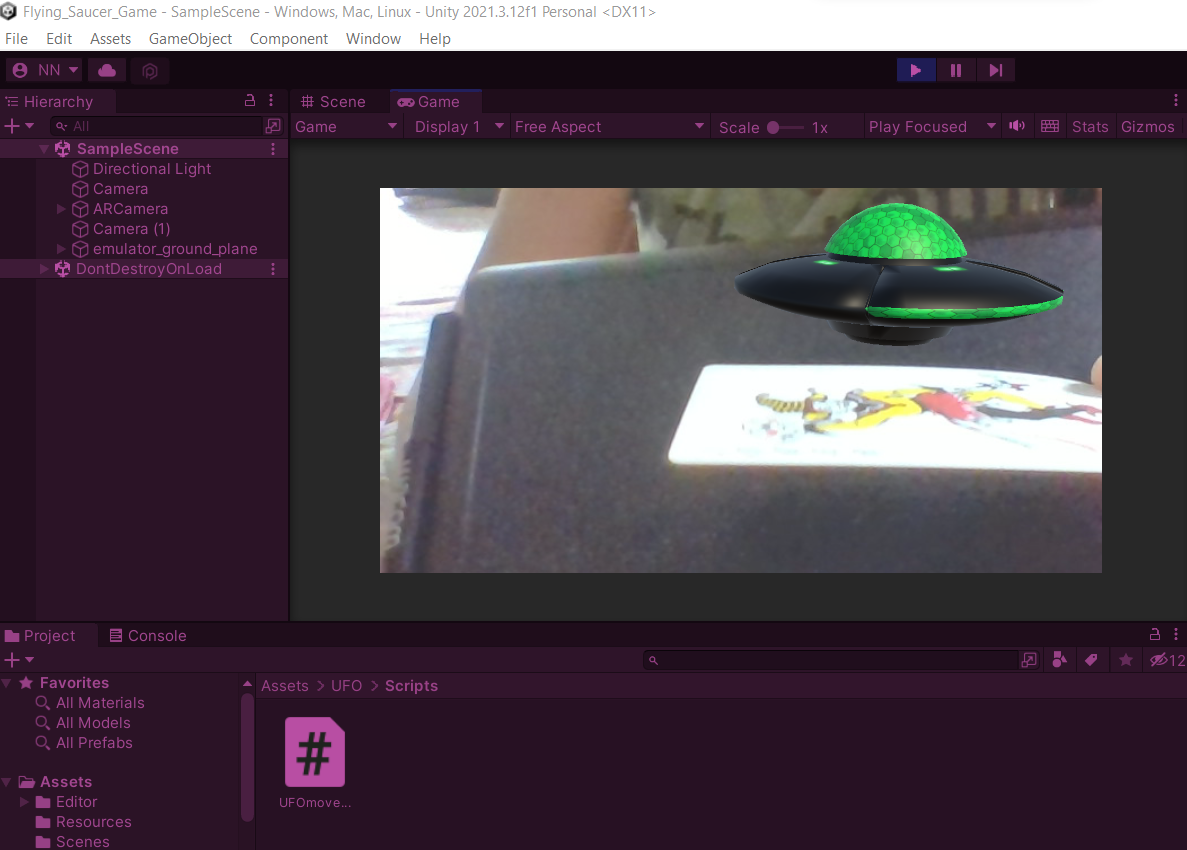 Flying_Saucer_Game - SampleScene - Windows, Mac, Linux - Unity 2021.3.12f1 Personal <DX11>
File Edit Assets GameObject Component Window Help
NN
Hierarchy
All
SampleScene
Directional Light
Camera
ARCamera
Camera (1)
emulator_ground_plane
DontDestroyOnLoad
Scene Game
Game Display 1 Free Aspect Scale 1x Play Focused Stats Gizmos
Project Console
12
Favorites
All Materials
All Models
All Prefabs
Assets
Editor
Resources
Scenes
Assets > UFO > Scripts
#
UFOmove...